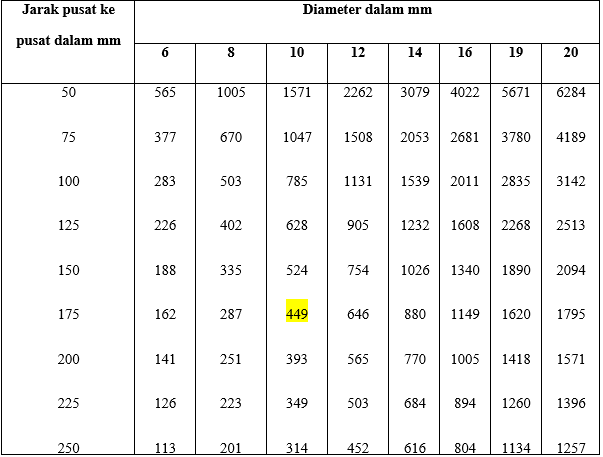 Jarak pusat ke pusat dalam mm Diameter dalam mm
6 8 10 12 14 16 19 20
50 565 1005 1571 2262 3079 4022 5671 6284
75 377 670 1047 1508 2053 2681 3780 4189
100 283 503 785 1131 1539 2011 2835 3142
125 226 402 628 905 1232 1608 2268 2513
150 188 335 524 754 1026 1340 1890 2094
175 162 287 449 646 880 1149 1620 1795
200 141 251 393 565 770 1005 1418 1571
225 126 223 349 503 684 894 1260 1396
250 113 201 314 452 616 804 1134 1257